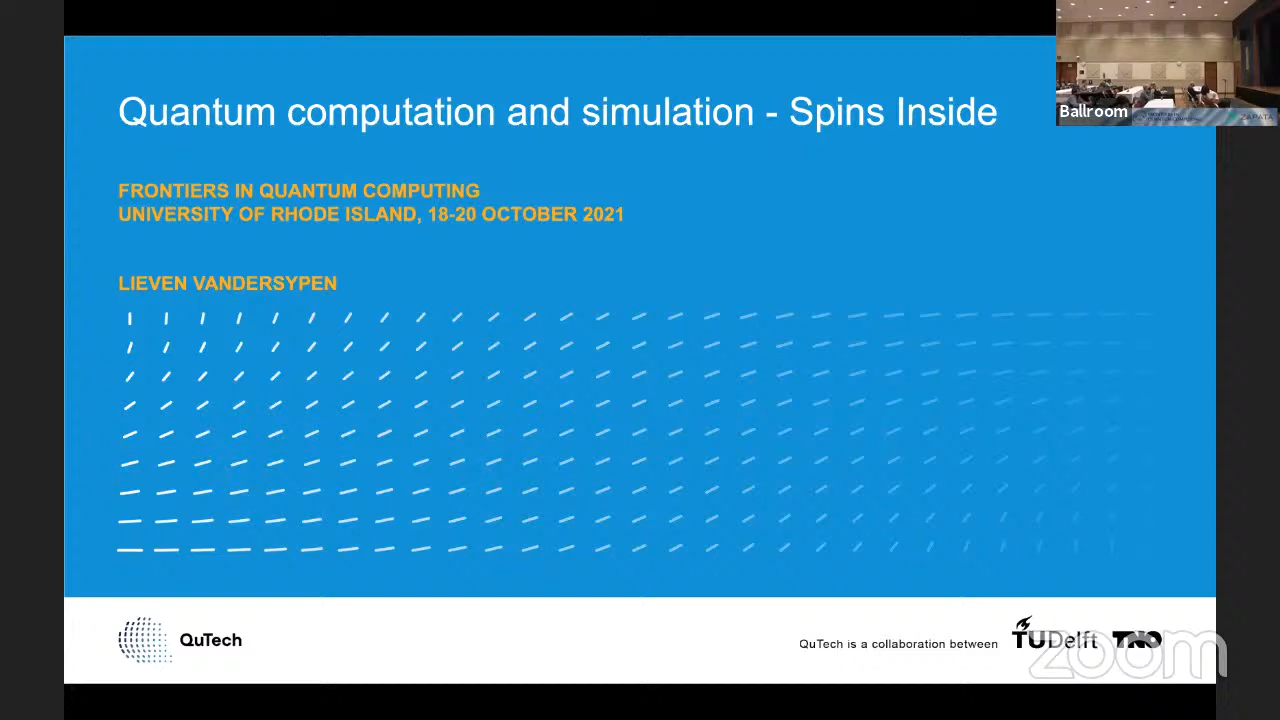 Quantum computation and simulation - Spins Inside
Ballroom
ZAPATA
FRONTIERS IN QUANTUM COMPUTING
UNIVERSITY OF RHODE ISLAND, 18-20 OCTOBER 2021
LIEVEN VANDERSYPEN
QuTech
QuTech is a collaboration between
TUDelft
TNO
zoom